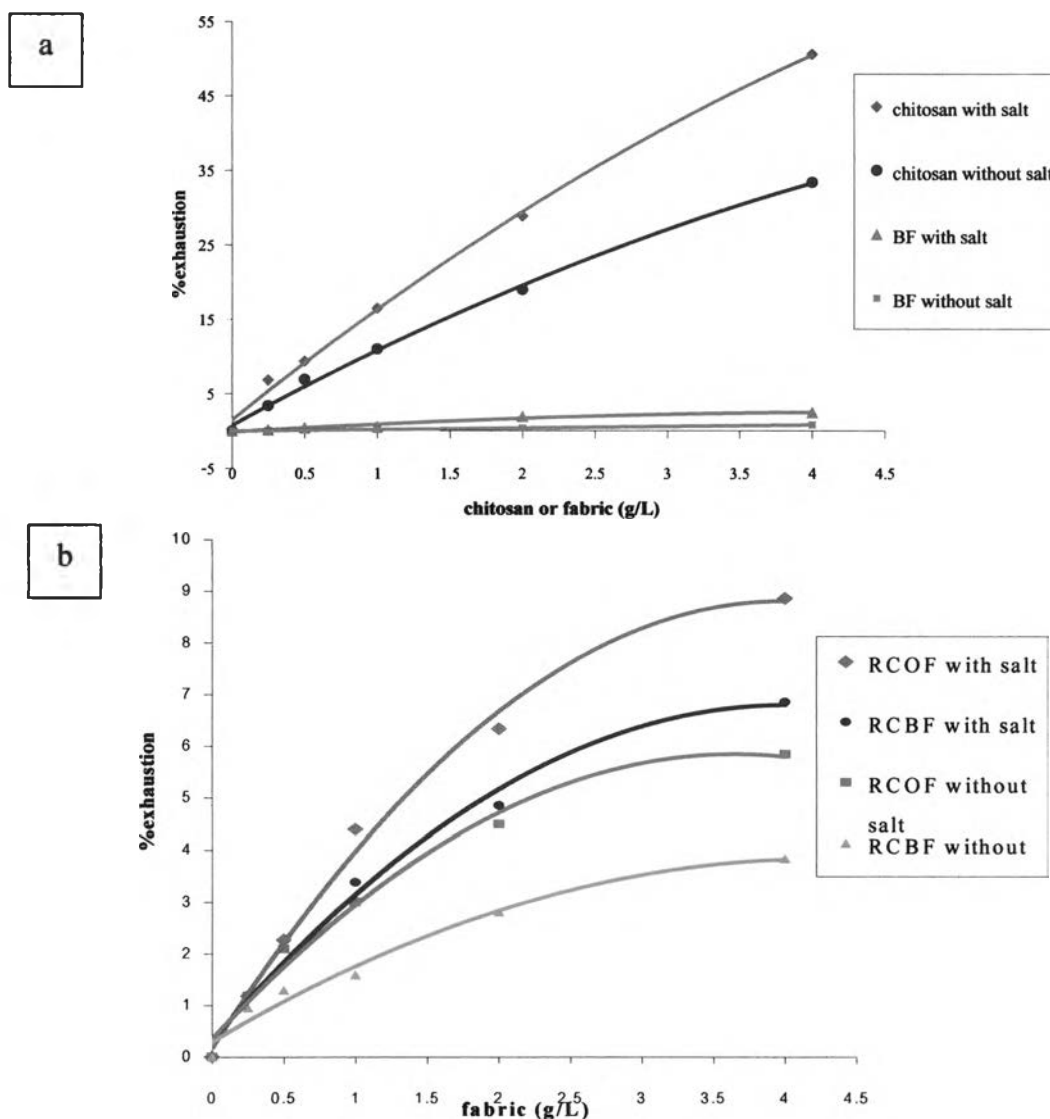 a
%exhaustion
55
45
35
25
15
5
-5
0
0.5
1
1.5
2
2.5
3
3.5
4
4.5
chitosan or fabric (g/L)
chitosan with salt
chitosan without salt
BF with salt
BF without salt
b
%exhaustion
10
9
8
7
6
5
4
3
2
1
0
0
0.5
1
1.5
2
2.5
3
3.5
4
4.5
fabric (g/L)
RCOF with salt
RCBF with salt
RCOF without
salt
RCBF without